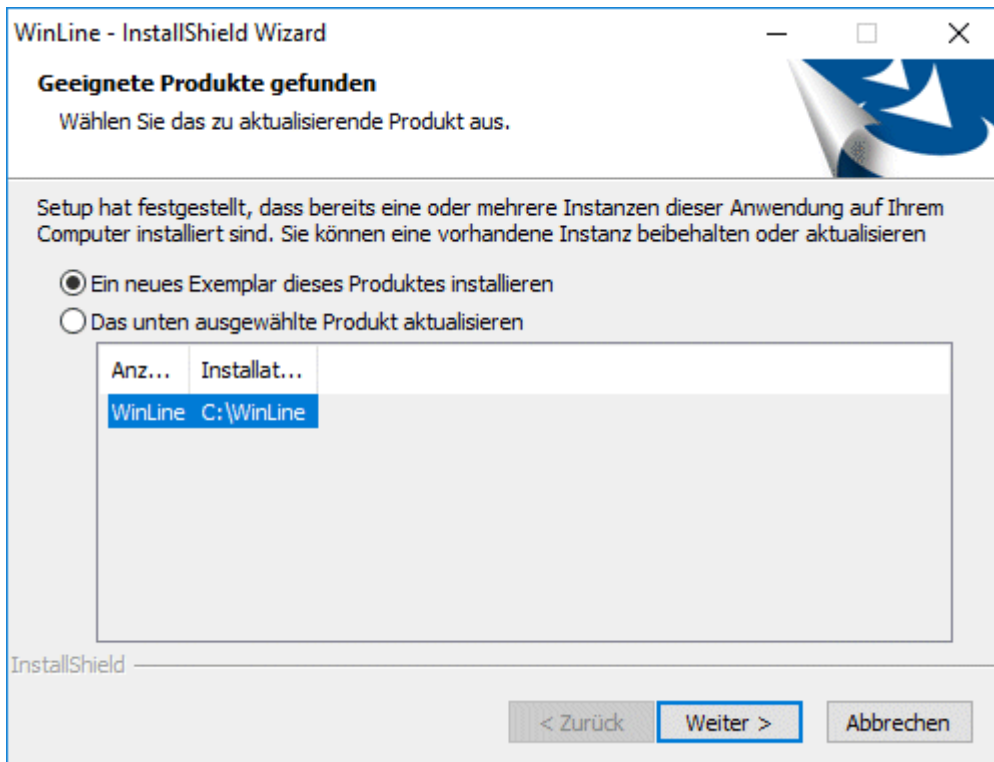 WinLine - InstallShield Wizard
Geeignete Produkte gefunden
Wählen Sie das zu aktualisierende Produkt aus.
Setup hat festgestellt, dass bereits eine oder mehrere Instanzen dieser Anwendung auf Ihrem
Computer installiert sind. Sie können eine vorhandene Instanz beibehalten oder aktualisieren
Ein neues Exemplar dieses Produktes installieren
Das unten ausgewählte Produkt aktualisieren
Anz... Installat...
WinLine C:\WinLine
InstallShield
< Zurück Weiter > Abbrechen